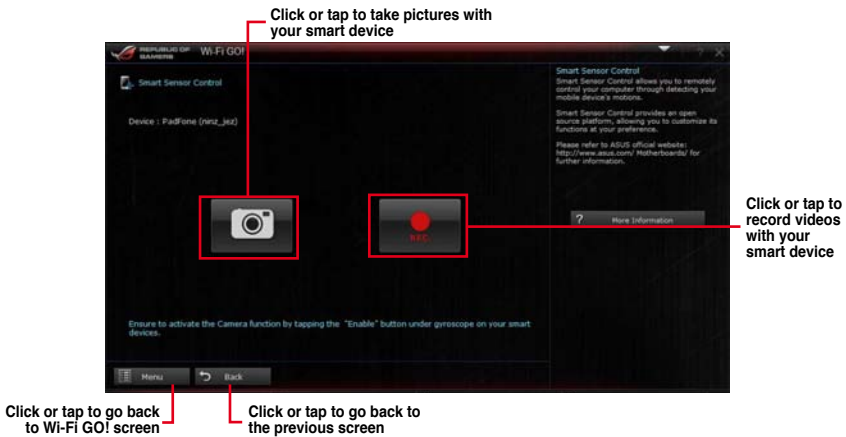 Click or tap to take pictures with
your smart device
REPUBLIC OF
GAMERS
Wi-Fi GO!
? X
Smart Sensor Control
Device : PadFone (ninz_jez)
REC
Ensure to activate the Camera function by tapping the "Enable" button under gyroscope on your smart
devices.
Menu
Back
Smart Sensor Control
Smart Sensor Control allows you to remotely
control your computer through detecting your
mobile device's motions.
Smart Sensor Control provides an open
source platform, allowing you to customize its
functions at your preference.
Please refer to ASUS official website:
http://www.asus.com/ Motherboards/ for
further information.
? More Information
Click or tap to
record videos
with your
smart device
Click or tap to go back
to Wi-Fi GO! screen
Click or tap to go back to
the previous screen